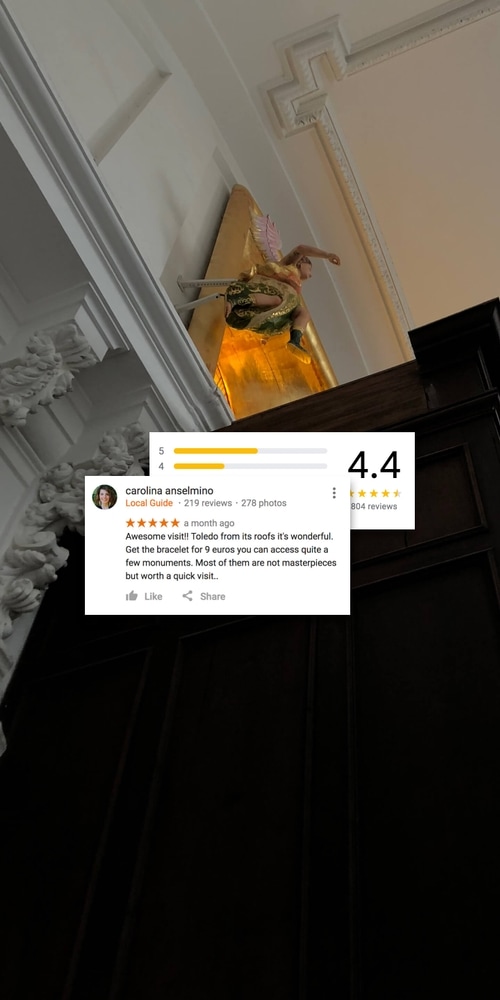 5
4
4.4
804 reviews
carolina anselmino
Local Guide · 219 reviews · 278 photos
a month ago
Awesome visit!! Toledo from its roofs it's wonderful.
Get the bracelet for 9 euros you can access quite a
few monuments. Most of them are not masterpieces
but worth a quick visit..
Like Share